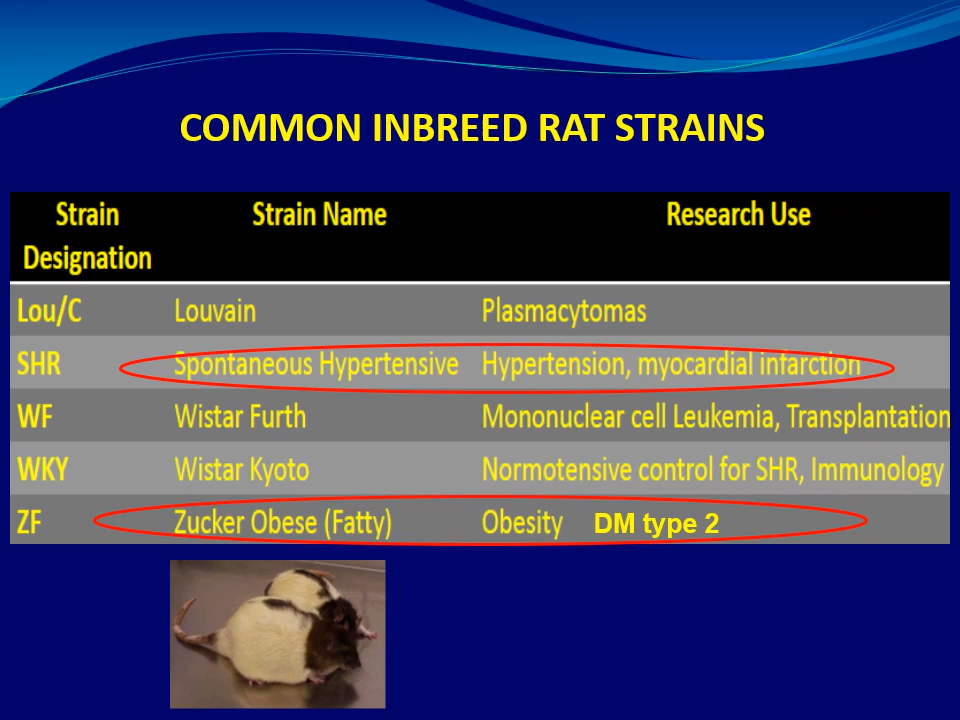 COMMON INBREED RAT STRAINS
Strain Designation Strain Name Research Use
Lou/C Louvain Plasmacytomas
SHR Spontaneous Hypertensive Hypertension, myocardial infarction
WF Wistar Furth Mononuclear cell Leukemia, Transplantation
WKY Wistar Kyoto Normotensive control for SHR, Immunology
ZF Zucker Obese (Fatty) Obesity DM type 2